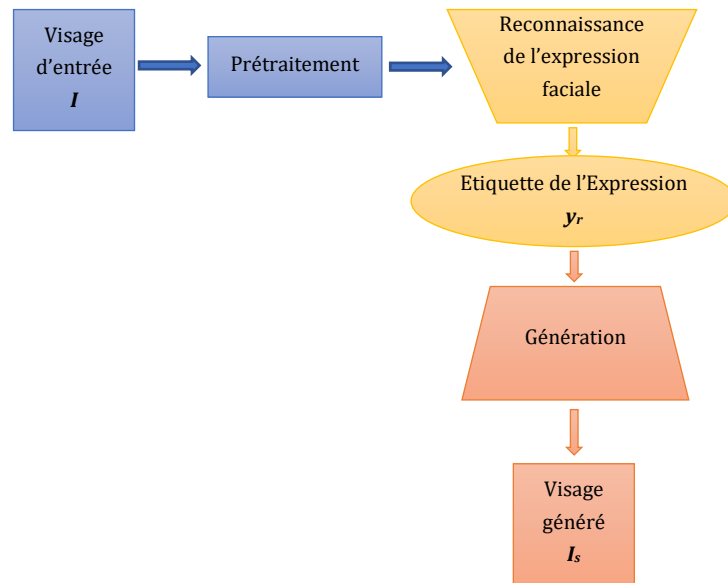 Visage
d'entrée
I
Prétraitement
Reconnaissance
de l'expression
faciale
Etiquette de l'Expression
yr
Génération
Visage
généré
Is